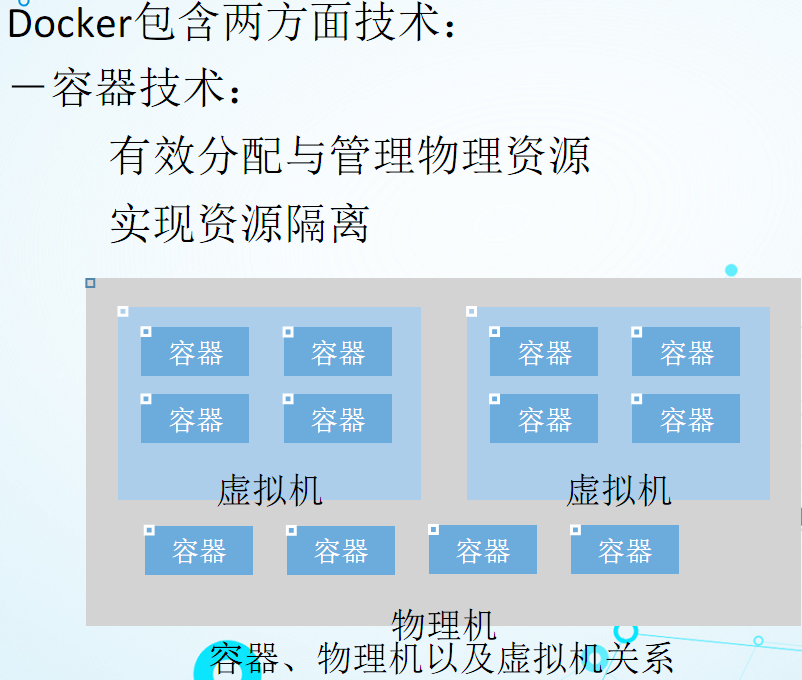 Docker包含两方面技术：
－容器技术：
有效分配与管理物理资源
实现资源隔离
容器 容器 容器 容器
容器 容器 容器 容器
虚拟机 虚拟机
容器 容器 容器 容器
物理机
容器、物理机以及虚拟机关系